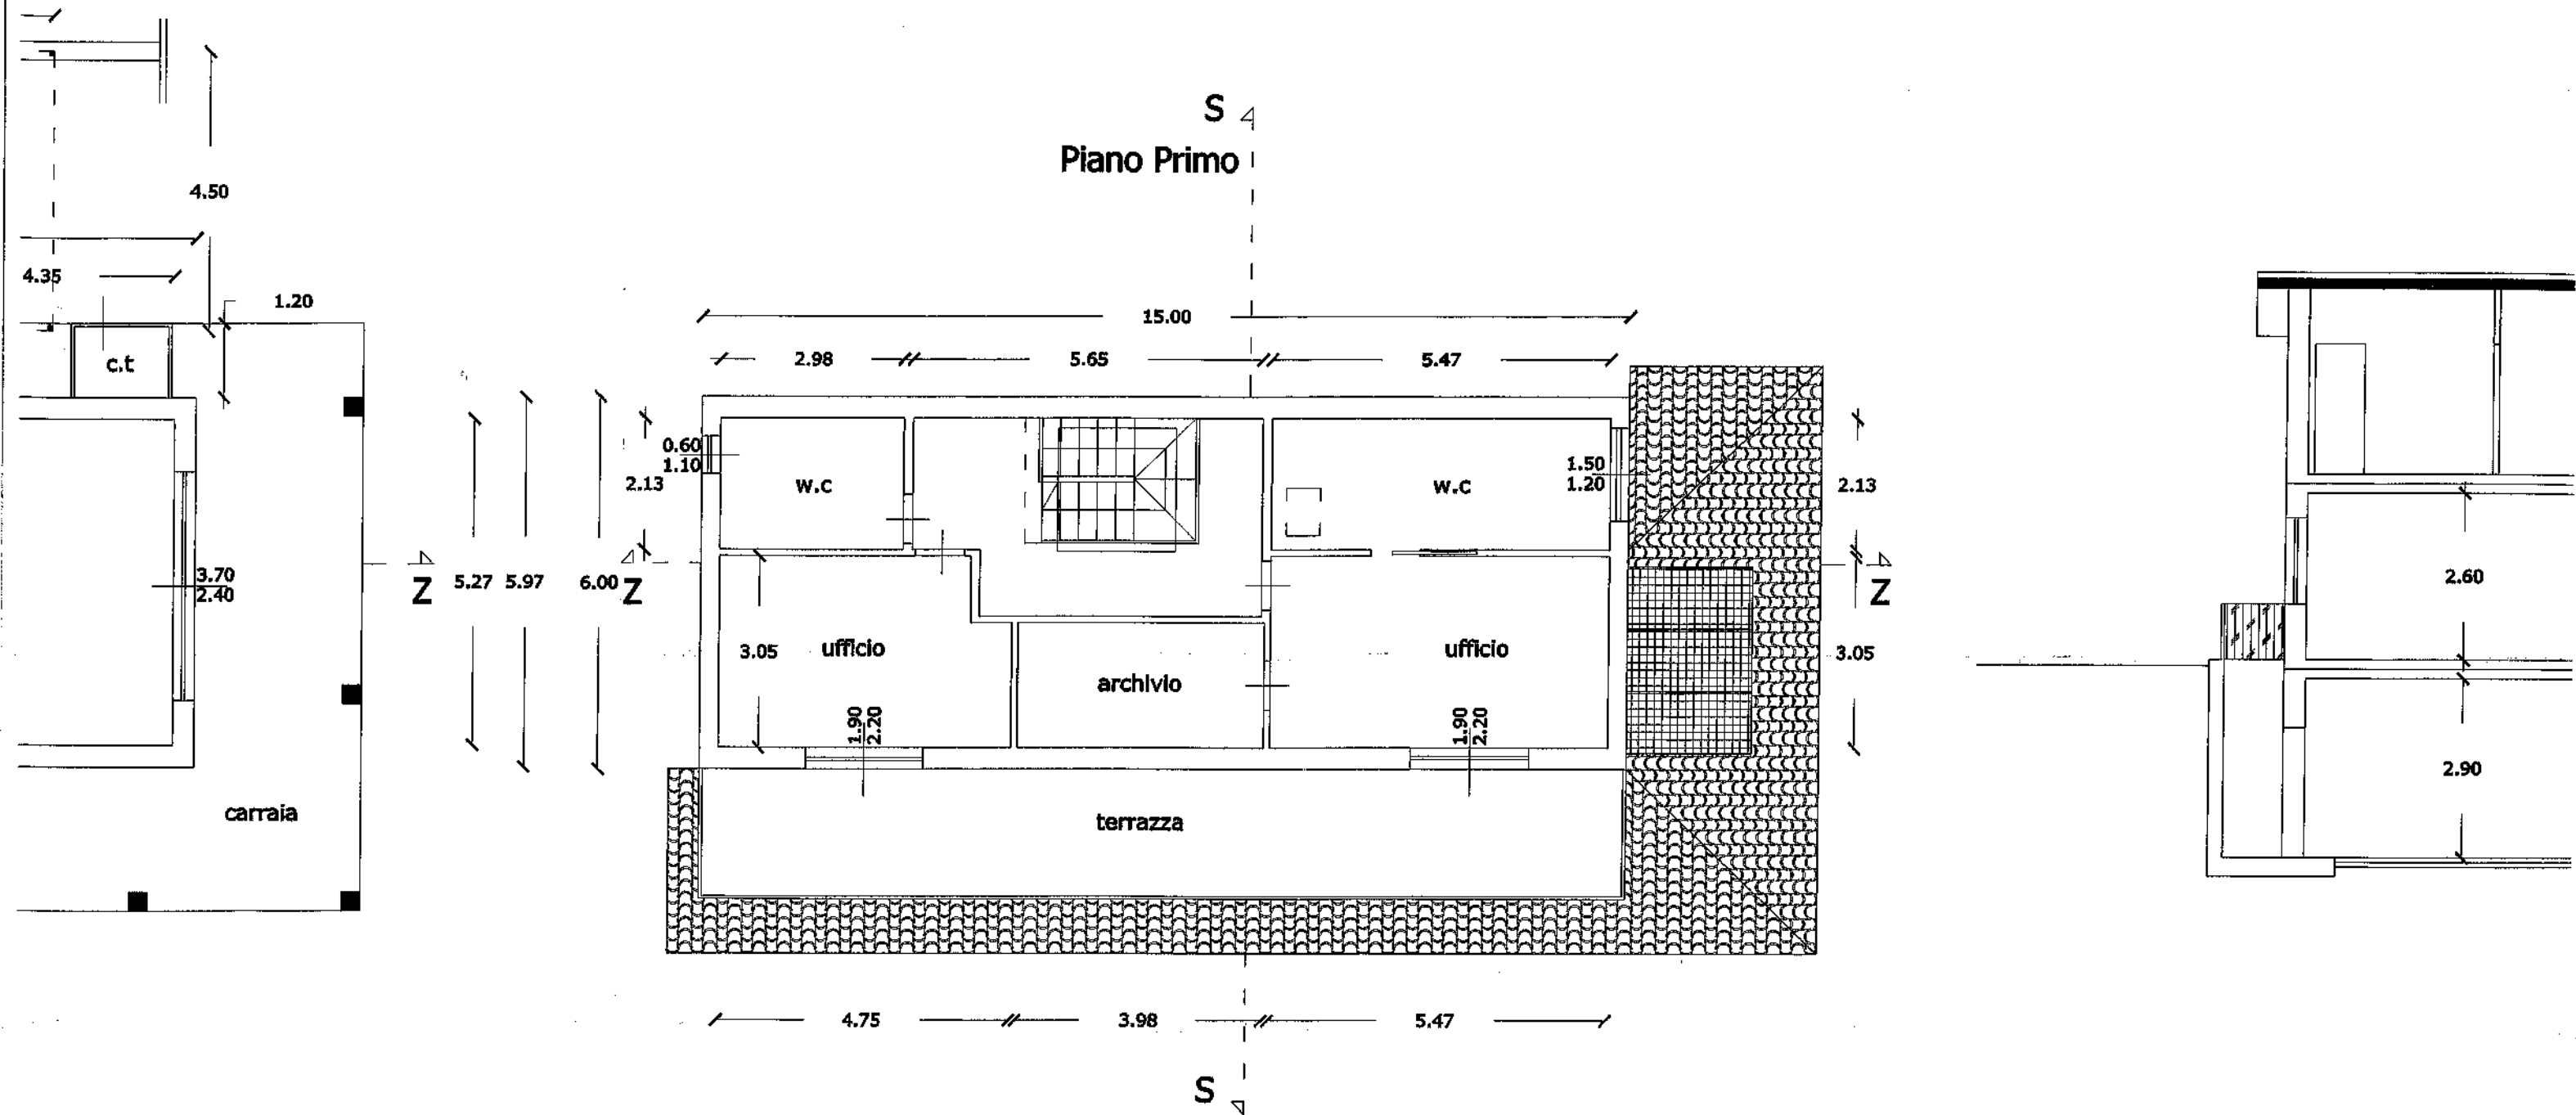 S
Piano Primo
4.50
4.35
1.20
15.00
c.t
2.98
5.65
5.47
0.60
1.10
2.13
w.c
w.c
1.50
1.20
2.13
3.70
2.40
Z
5.27
5.97
6.00
Z
Z
2.60
3.05
ufficio
ufficio
3.05
archivio
1.90
2.20
1.90
2.20
2.90
carraia
terrazza
4.75
3.98
5.47
S